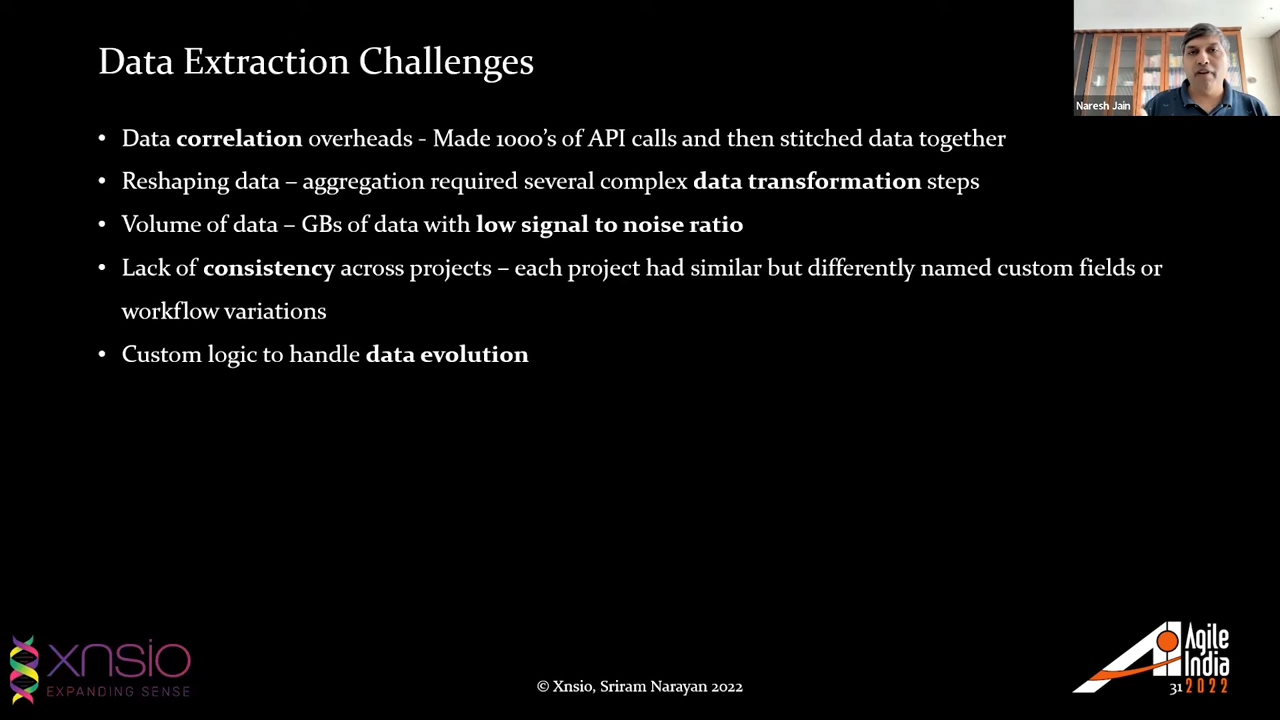 Data Extraction Challenges
Naresh Jain
• Data correlation overheads - Made 1000’s of API calls and then stitched data together
• Reshaping data – aggregation required several complex data transformation steps
• Volume of data – GBs of data with low signal to noise ratio
• Lack of consistency across projects – each project had similar but differently named custom fields or
workflow variations
• Custom logic to handle data evolution
xnsio
EXPANDING SENSE
© Xnsio, Sriram Narayan 2022
Agile
India
31 2022